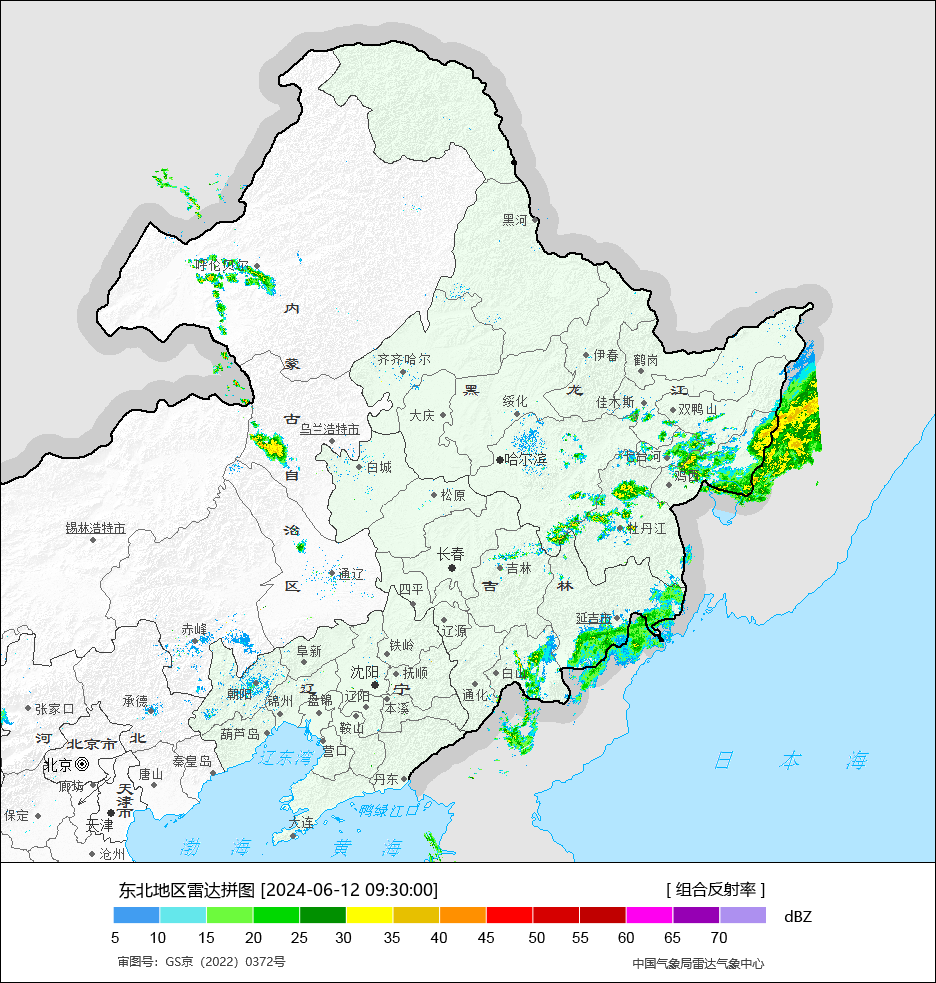 黑河
呼伦贝尔
内
蒙
古
自
治
区
伊春
鹤岗
齐齐哈尔
黑 龙 江
绥化
佳木斯
双鸭山
大庆
乌兰浩特市
哈尔滨
七台河
白城
鸡西
松原
锡林浩特市
牡丹江
长春
吉林
通辽
四平
吉 林
延吉市
赤峰
辽源
铁岭
阜新
沈阳
抚顺
白山
朝阳
辽 宁
通化
承德
锦州
盘锦
辽阳
本溪
张家口
葫芦岛
鞍山
河 北
北京市
营口
辽东湾
日 本 海
北京
秦皇岛
唐山
丹东
廊坊
天
津
市
鸭绿江口
保定
天津
大连
渤 海
黄 海
沧州
东北地区雷达拼图 [2024-06-12 09:30:00]
[ 组合反射率 ]
dBZ
5 10 15 20 25 30 35 40 45 50 55 60 65 70
审图号：GS京（2022）0372号
中国气象局雷达气象中心